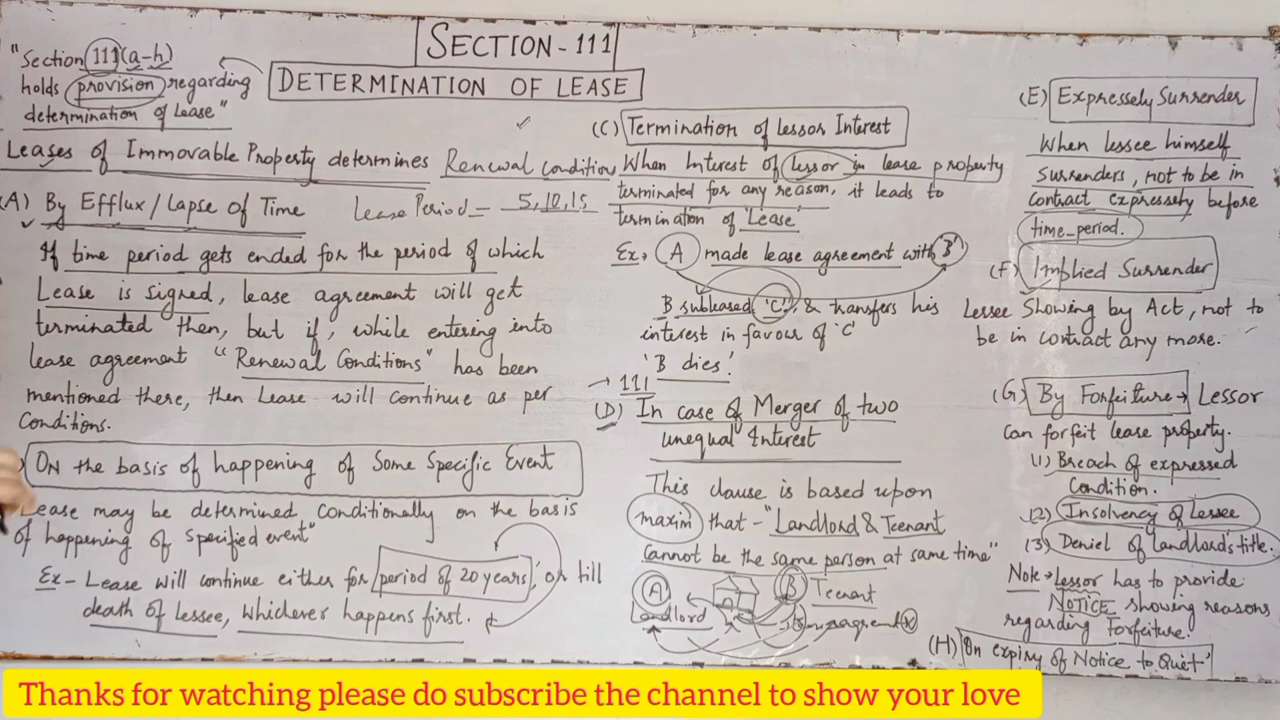 SECTION-111
DETERMINATION OF LEASE
"Section 111(a-h)
holds provision regarding
determination of Lease"
Leases of Immovable Property determines
Renewal Condition
(A) By Efflux/Lapse of Time
Lease Period - 5,10,15
If time period gets ended for the period of which
Lease is signed, lease agreement will get
terminated then, but if, while entering into
lease agreement "Renewal Conditions" has been
mentioned there, then Lease will continue as per
Conditions.
) ON the basis of happening of Some Specific Event
Lease may be determined Conditionally on the basis
of happening of specified event"
Ex - Lease will continue either for period of 20 years, or till
death of lessee, whichever happens first.
(C) Termination of lessor Interest
When Interest of lessor in lease property
terminated for any reason, it leads to
termination of 'Lease'
Ex, A made lease agreement with B'
B subleased 'C', & transfers his
interest in favour of 'C'
'B dies'.
→ 111
(D) In case of Merger of two
unequal Interest
This clause is based upon
maxim that - "Landlord & Teenant
Cannot be the same person at same time"
A
B Teenant
Landlord
(E) Expressely Surrender
When lessee himself
surrenders, not to be in
contract expressely before
time-period.
(F) Implied Surrender
Lessee Showing by Act, not to
be in contract any more.
(G) By Forfeiture → Lessor
can forfeit lease property.
(1) Breach of expressed
Condition.
(2) Insolvency of Lessee
(3) Deniel of landlord's title.
Note → lessor has to provide
NOTICE showing reasons
regarding Forfeiture.
(H) On expiry of Notice to Quit"
Thanks for watching please do subscribe the channel to show your love